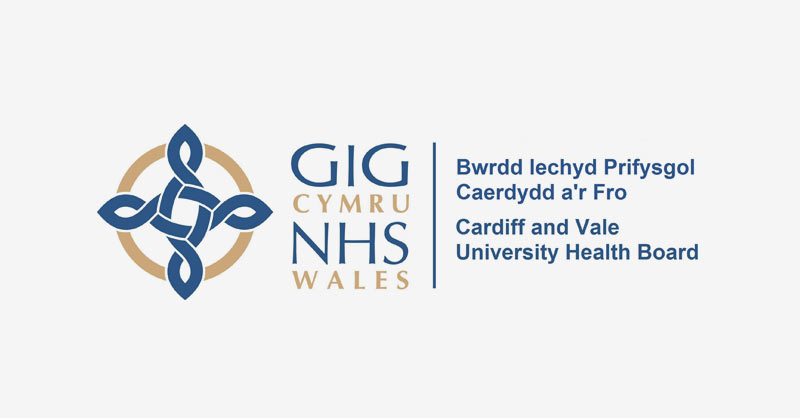 GIG
CYMRU
NHS
WALES
Bwrdd Iechyd Prifysgol
Caerdydd a'r Fro
Cardiff and Vale
University Health Board